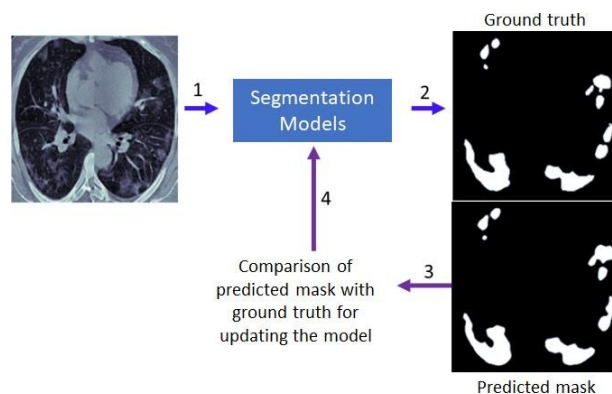 Ground truth
1
Segmentation
Models
2
4
3
Comparison of
predicted mask with
ground truth for
updating the model
Predicted mask